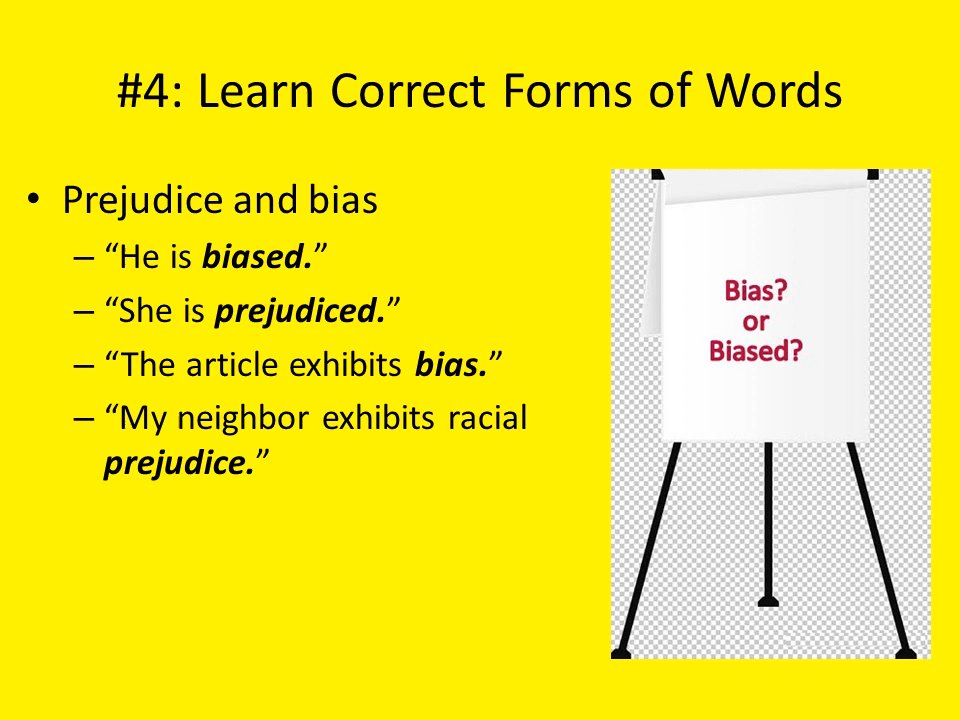 #4: Learn Correct Forms of Words
• Prejudice and bias
– “He is biased.”
– “She is prejudiced.”
– “The article exhibits bias.”
– “My neighbor exhibits racial
prejudice.”
Bias?
or
Biased?